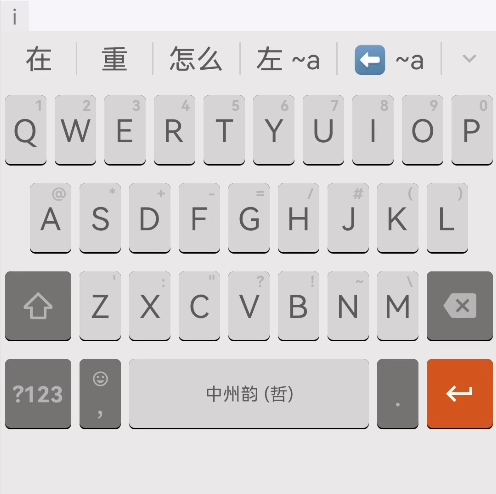 i
在 重 怎么 左 ~a ⬅️ ~a
1 2 3 4 5 6 7 8 9 0
Q W E R T Y U I O P
@ * + - = / # ( )
A S D F G H J K L
' : " ? ! ~ \
Z X C V B N M
?123 , 中州韵 (哲) .